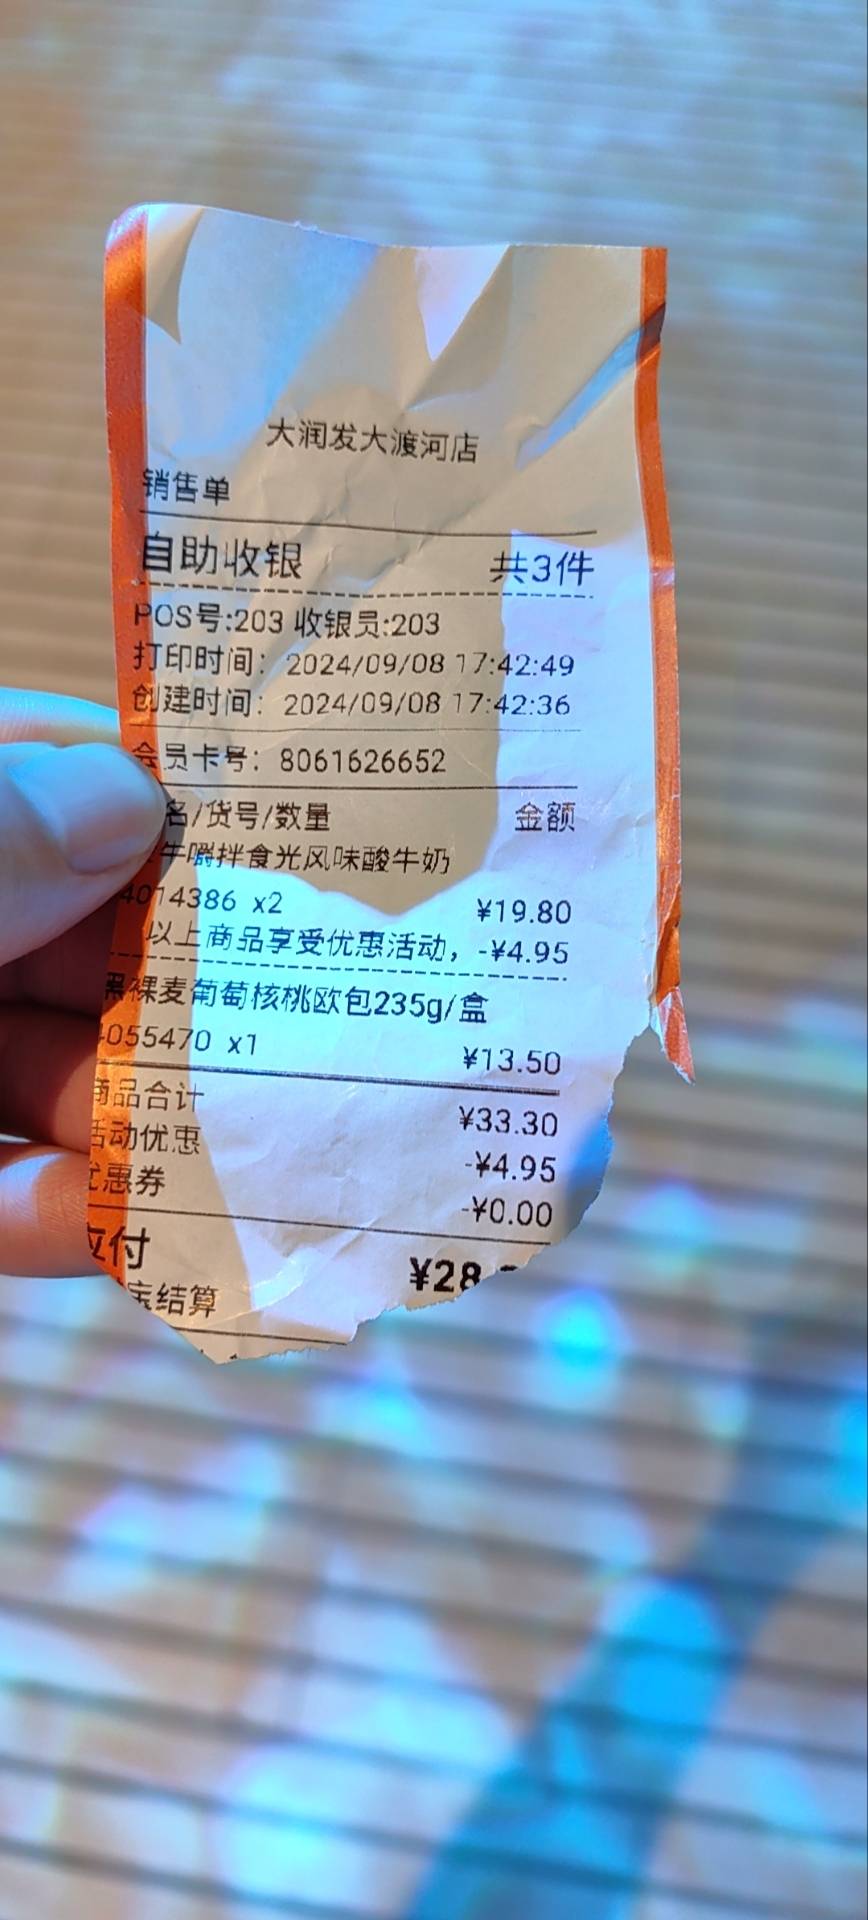 大润发大渡河店
销售单
自助收银 共3件
POS号:203 收银员:203
打印时间：2024/09/08 17:42:49
创建时间：2024/09/08 17:42:36
会员卡号：8061626652
名/货号/数量 金额
牛嚼拌食光风味酸牛奶
4014386 x2 ¥19.80
以上商品享受优惠活动，-¥4.95
黑裸麦葡萄核桃欧包235g/盒
4055470 x1 ¥13.50
商品合计 ¥33.30
活动优惠 -¥4.95
优惠券 -¥0.00
应付 ¥28.
宝结算